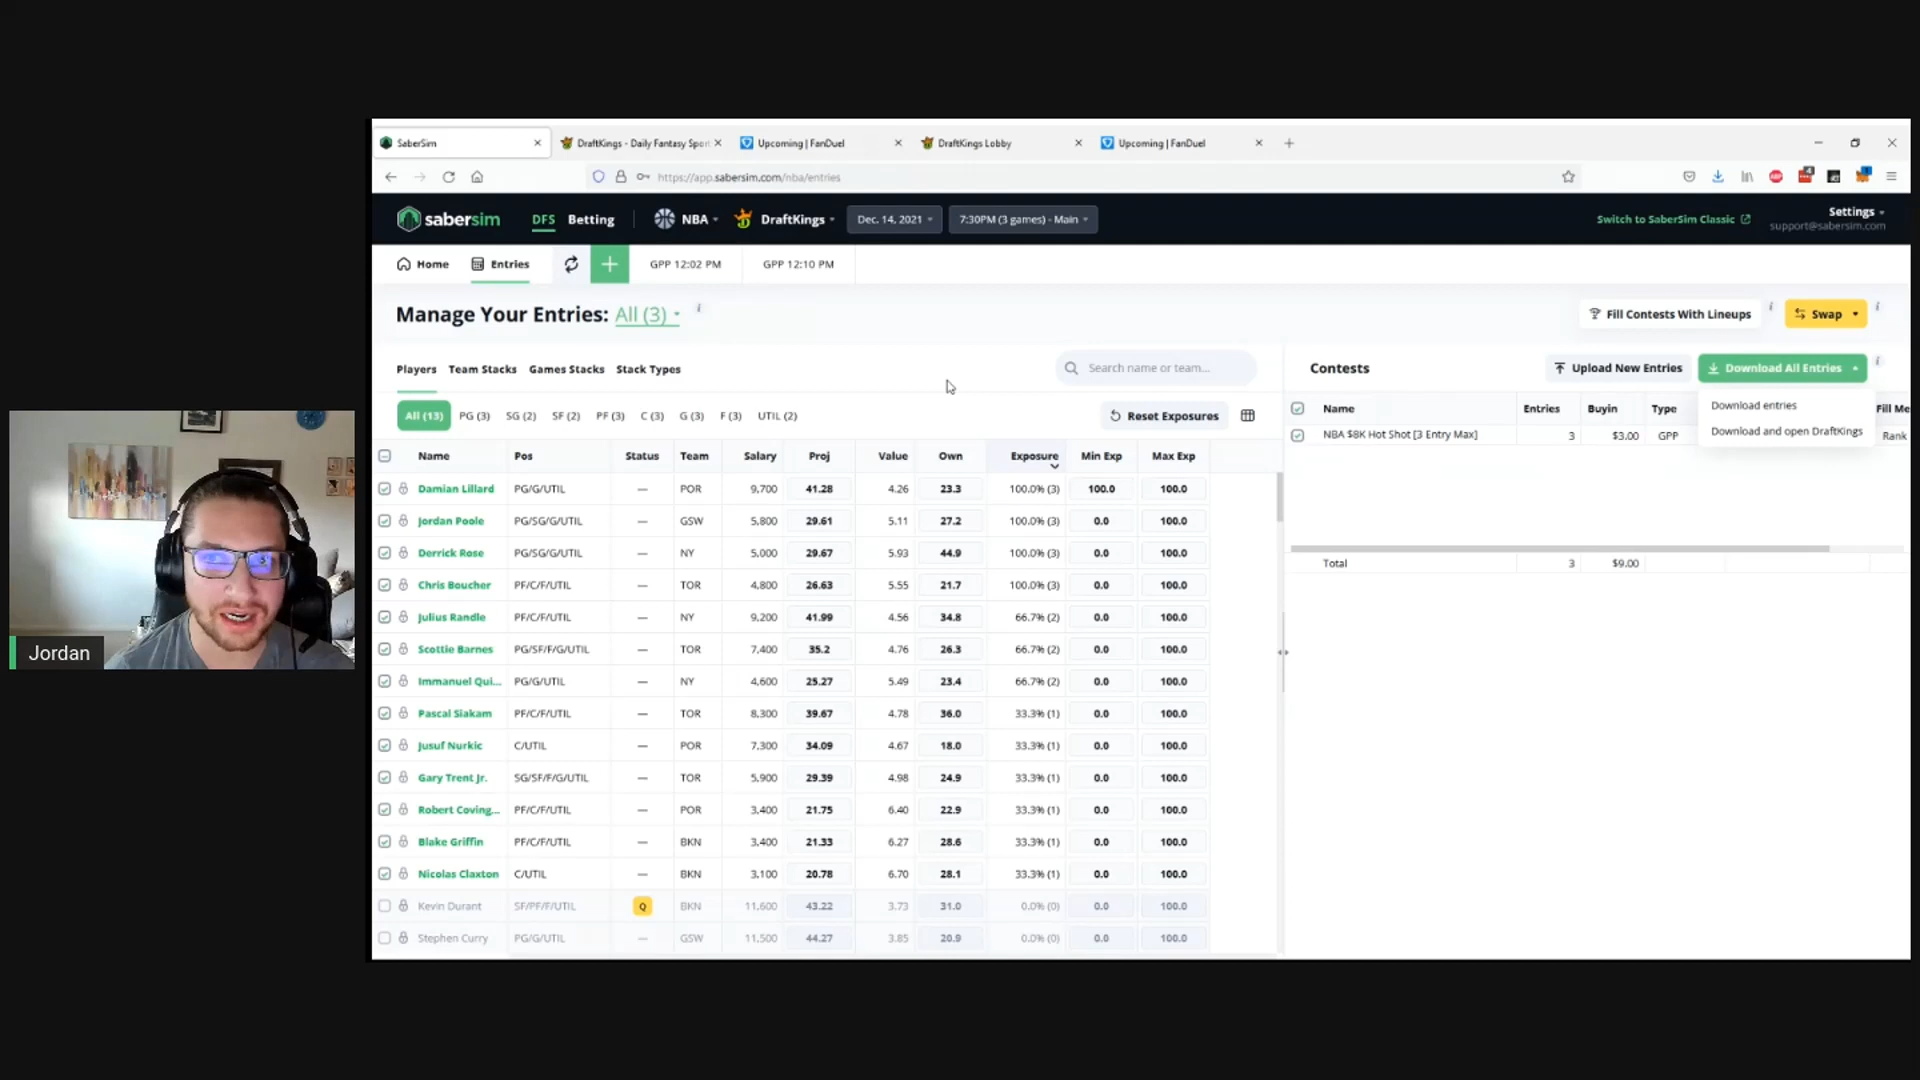 SaberSim
DraftKings - Daily Fantasy Sport
Upcoming | FanDuel
DraftKings Lobby
Upcoming | FanDuel
https://app.sabersim.com/nba/entries
sabersim DFS Betting NBA DraftKings Dec. 14, 2021 7:30PM (3 games) - Main Switch to SaberSim Classic Settings
support@sabersim.com
Home Entries + GPP 12:02 PM GPP 12:10 PM
Manage Your Entries: All (3) Fill Contests With Lineups Swap
Players Team Stacks Games Stacks Stack Types Search name or team...
All (13) PG (3) SG (2) SF (2) PF (3) C (3) G (3) F (3) UTIL (2) Reset Exposures
Name Pos Status Team Salary Proj Value Own Exposure Min Exp Max Exp
Damian Lillard PG/G/UTIL — POR 9,700 41.28 4.26 23.3 100.0% (3) 100.0 100.0
Jordan Poole PG/SG/G/UTIL — GSW 5,800 29.61 5.11 27.2 100.0% (3) 0.0 100.0
Derrick Rose PG/SG/G/UTIL — NY 5,000 29.67 5.93 44.9 100.0% (3) 0.0 100.0
Chris Boucher PF/C/F/UTIL — TOR 4,800 26.63 5.55 21.7 100.0% (3) 0.0 100.0
Julius Randle PF/C/F/UTIL — NY 9,200 41.99 4.56 34.8 66.7% (2) 0.0 100.0
Scottie Barnes PG/SF/F/G/UTIL — TOR 7,400 35.2 4.76 26.3 66.7% (2) 0.0 100.0
Immanuel Qui... PG/G/UTIL — NY 4,600 25.27 5.49 23.4 66.7% (2) 0.0 100.0
Pascal Siakam PF/C/F/UTIL — TOR 8,300 39.67 4.78 36.0 33.3% (1) 0.0 100.0
Jusuf Nurkic C/UTIL — POR 7,300 34.09 4.67 18.0 33.3% (1) 0.0 100.0
Gary Trent Jr. SG/SF/F/G/UTIL — TOR 5,900 29.39 4.98 24.9 33.3% (1) 0.0 100.0
Robert Coving... PF/C/F/UTIL — POR 3,400 21.75 6.40 22.9 33.3% (1) 0.0 100.0
Blake Griffin PF/C/F/UTIL — BKN 3,400 21.33 6.27 28.6 33.3% (1) 0.0 100.0
Nicolas Claxton C/UTIL — BKN 3,100 20.78 6.70 28.1 33.3% (1) 0.0 100.0
Kevin Durant SF/PF/F/UTIL Q BKN 11,600 43.22 3.73 31.0 0.0% (0) 0.0 100.0
Stephen Curry PG/G/UTIL — GSW 11,500 44.27 3.85 20.9 0.0% (0) 0.0 100.0
Contests Upload New Entries Download All Entries
Download entries
Download and open DraftKings
Name Entries Buyin Type Fill Me
NBA $8K Hot Shot [3 Entry Max] 3 $3.00 GPP Rank
Total 3 $9.00
Jordan